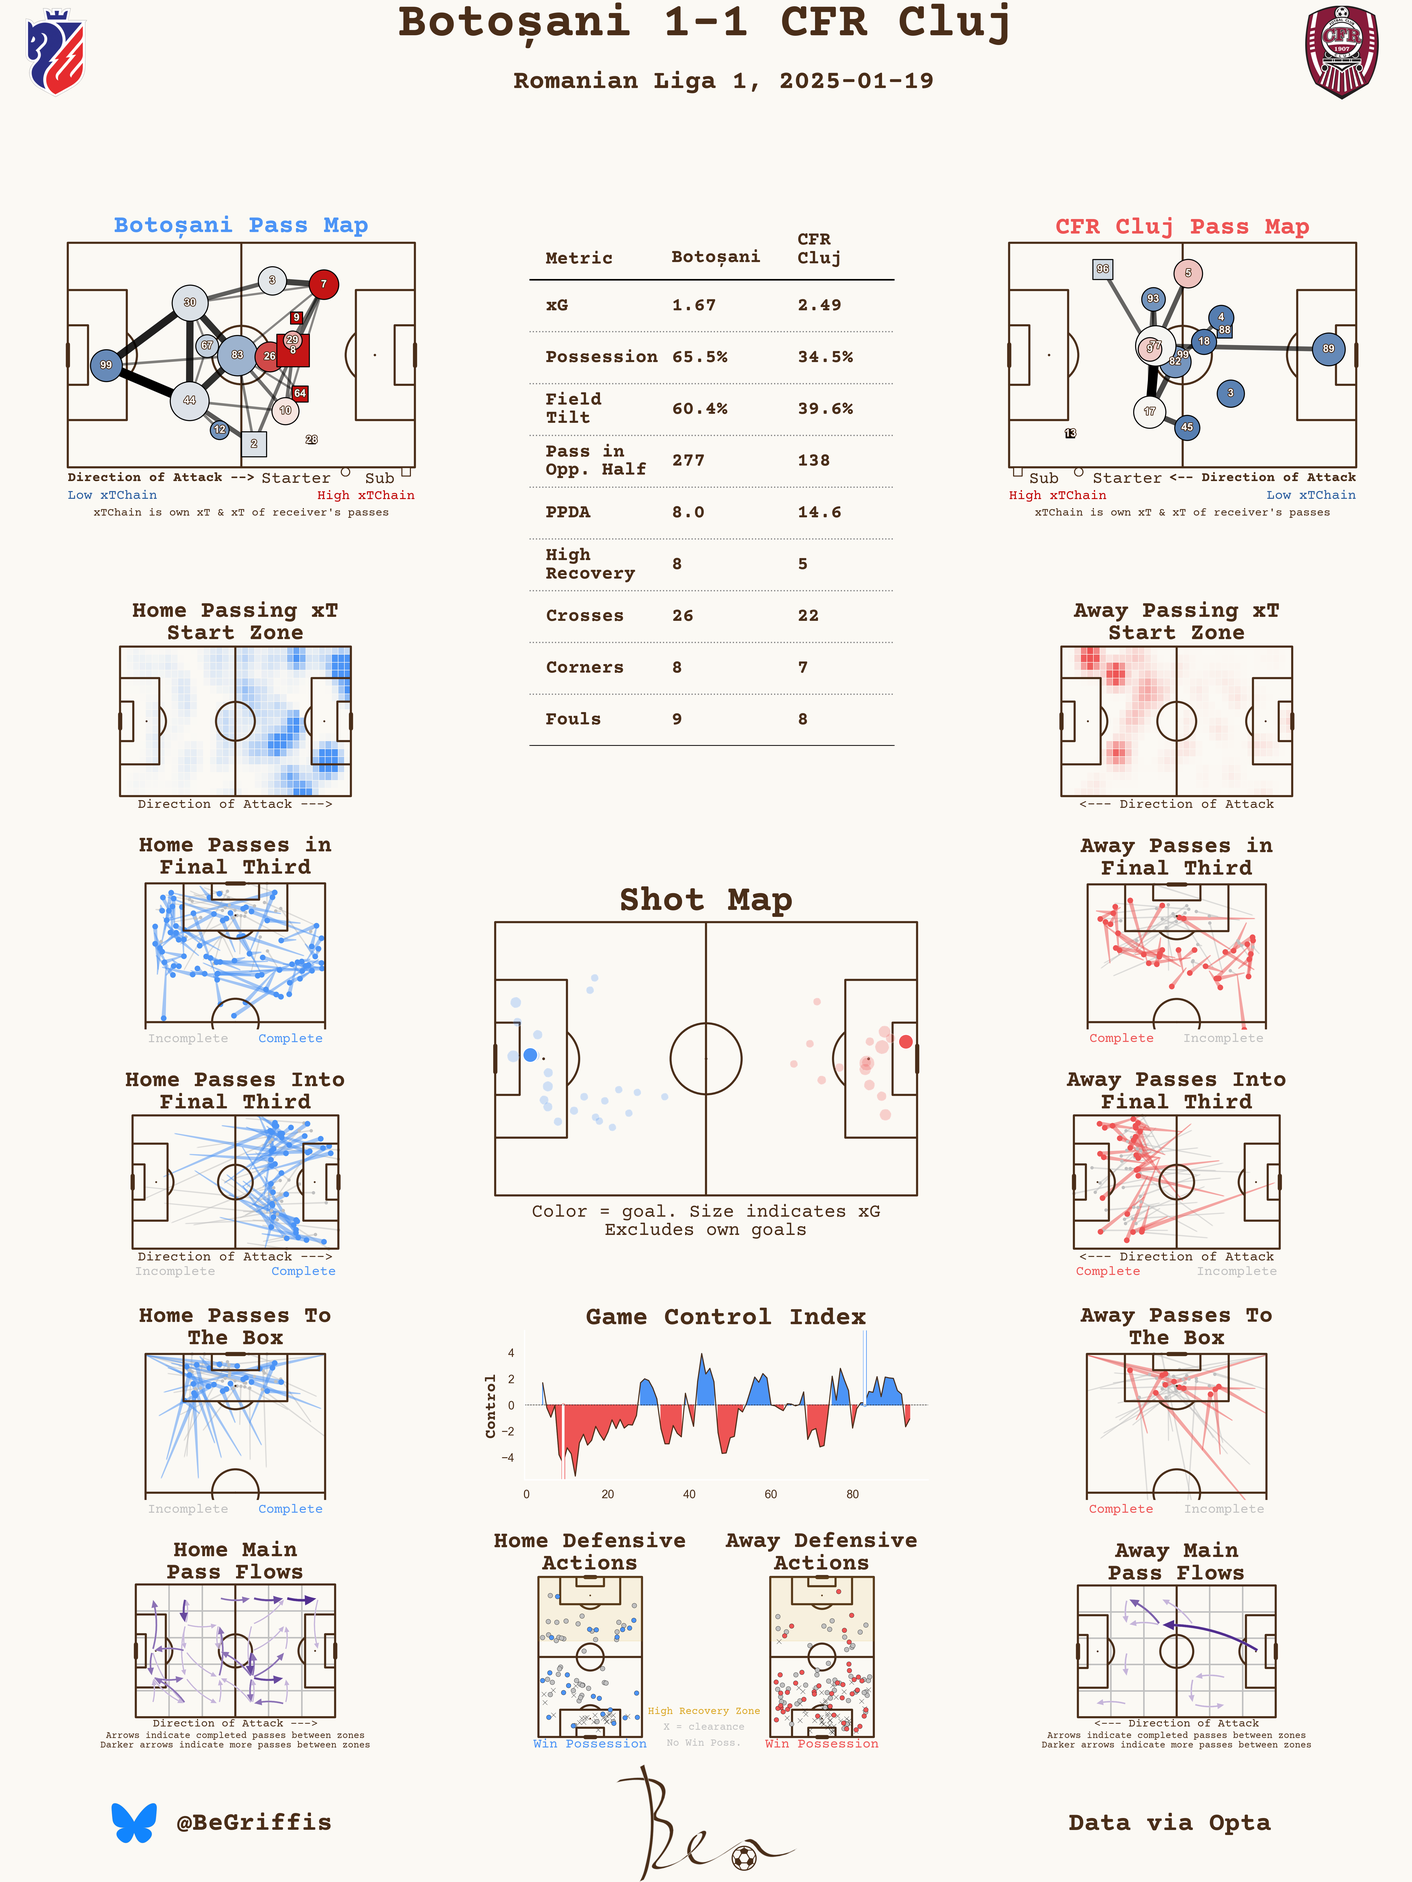 Botoșani 1-1 CFR Cluj
Romanian Liga 1, 2025-01-19
CFR
1907
Botoșani Pass Map
3
7
30
9
29
8
67
83
26
99
64
44
10
12
2
28
Direction of Attack --> Starter Sub
Low xTChain High xTChain
xTChain is own xT & xT of receiver's passes
Metric Botoșani CFR Cluj
xG 1.67 2.49
Possession 65.5% 34.5%
Field Tilt 60.4% 39.6%
Pass in Opp. Half 277 138
PPDA 8.0 14.6
High Recovery 8 5
Crosses 26 22
Corners 8 7
Fouls 9 8
CFR Cluj Pass Map
96
5
93
4
88
18
9
99
82
89
3
17
45
13
Sub Starter <-- Direction of Attack
High xTChain Low xTChain
xTChain is own xT & xT of receiver's passes
Home Passing xT
Start Zone
Direction of Attack --->
Away Passing xT
Start Zone
<--- Direction of Attack
Home Passes in
Final Third
Incomplete Complete
Away Passes in
Final Third
Complete Incomplete
Shot Map
Color = goal. Size indicates xG
Excludes own goals
Home Passes Into
Final Third
Direction of Attack --->
Incomplete Complete
Away Passes Into
Final Third
<--- Direction of Attack
Complete Incomplete
Home Passes To
The Box
Incomplete Complete
Game Control Index
Control
4
2
0
−2
−4
0 20 40 60 80
Away Passes To
The Box
Complete Incomplete
Home Main
Pass Flows
Direction of Attack --->
Arrows indicate completed passes between zones
Darker arrows indicate more passes between zones
Home Defensive
Actions
Win Possession
Away Defensive
Actions
Win Possession
High Recovery Zone
X = clearance
No Win Poss.
Away Main
Pass Flows
<--- Direction of Attack
Arrows indicate completed passes between zones
Darker arrows indicate more passes between zones
@BeGriffis
Ben
Data via Opta